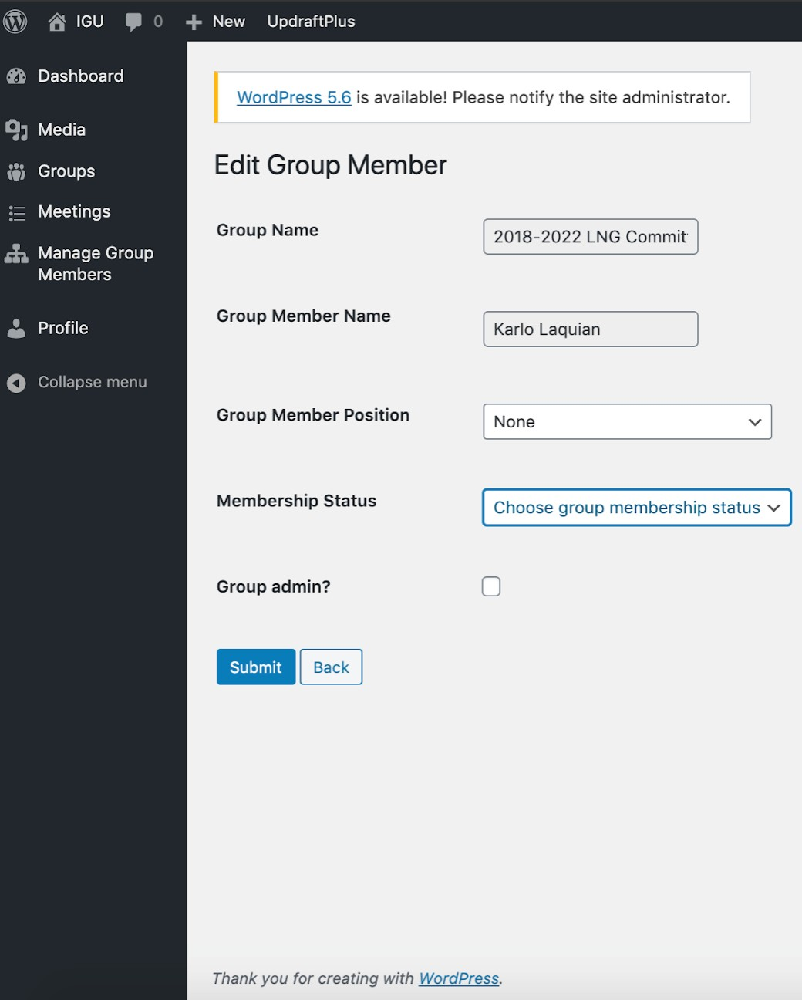 IGU 0 New UpdraftPlus
Dashboard
Media
Groups
Meetings
Manage Group
Members
Profile
Collapse menu
WordPress 5.6 is available! Please notify the site administrator.
Edit Group Member
Group Name
2018-2022 LNG Commit
Group Member Name
Karlo Laquian
Group Member Position
None
Membership Status
Choose group membership status
Group admin?
Submit Back
Thank you for creating with WordPress.